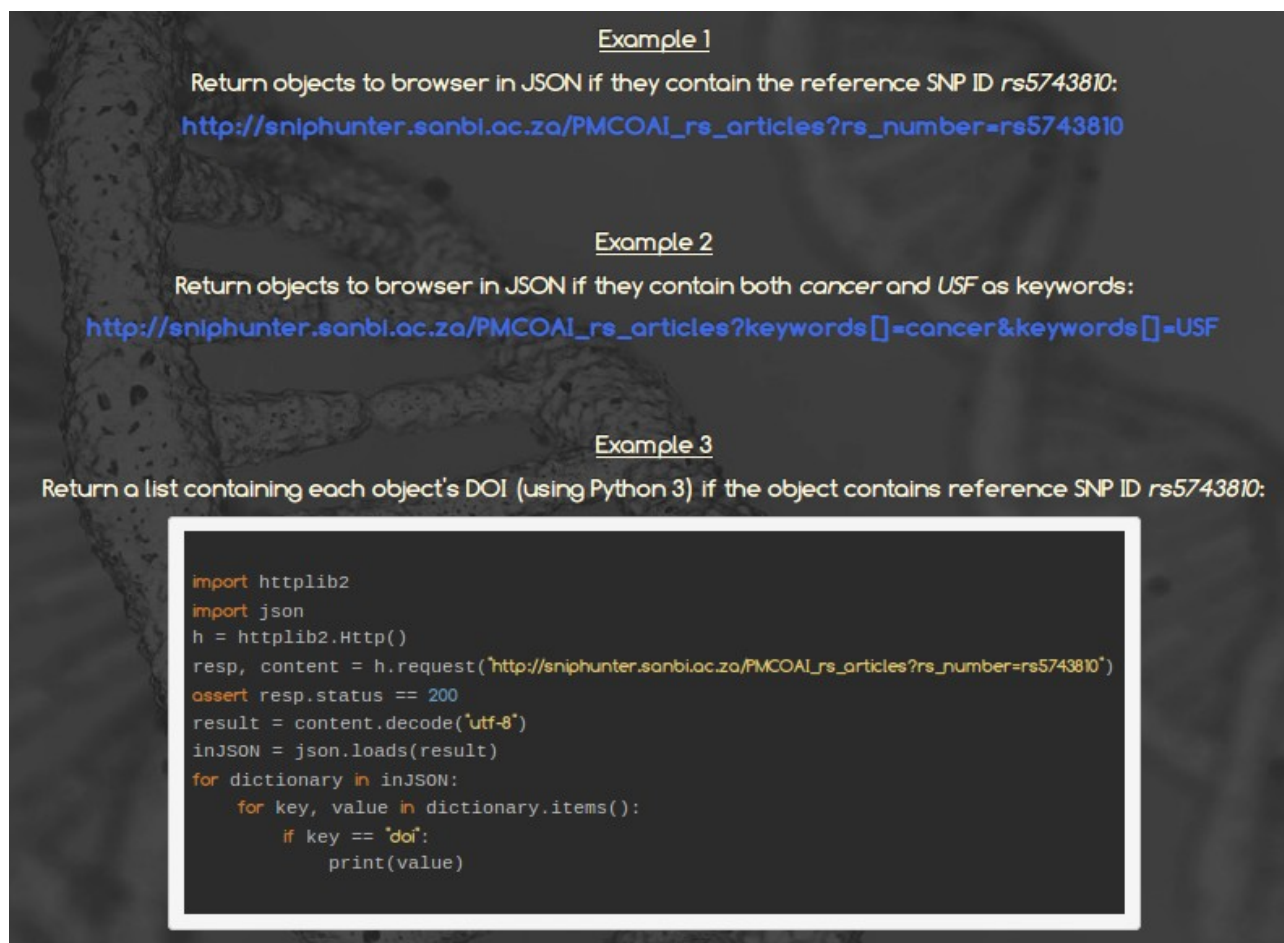 Example 1
Return objects to browser in JSON if they contain the reference SNP ID rs5743810:
http://sniphunter.sanbi.ac.za/PMCOAI_rs_articles?rs_number=rs5743810
Example 2
Return objects to browser in JSON if they contain both cancer and USF as keywords:
http://sniphunter.sanbi.ac.za/PMCOAI_rs_articles?keywords[]=cancer&keywords[]=USF
Example 3
Return a list containing each object's DOI (using Python 3) if the object contains reference SNP ID rs5743810:
import httplib2
import json
h = httplib2.Http()
resp, content = h.request("http://sniphunter.sanbi.ac.za/PMCOAI_rs_articles?rs_number=rs5743810")
assert resp.status == 200
result = content.decode("utf-8")
inJSON = json.loads(result)
for dictionary in inJSON:
    for key, value in dictionary.items():
        if key == "doi":
            print(value)